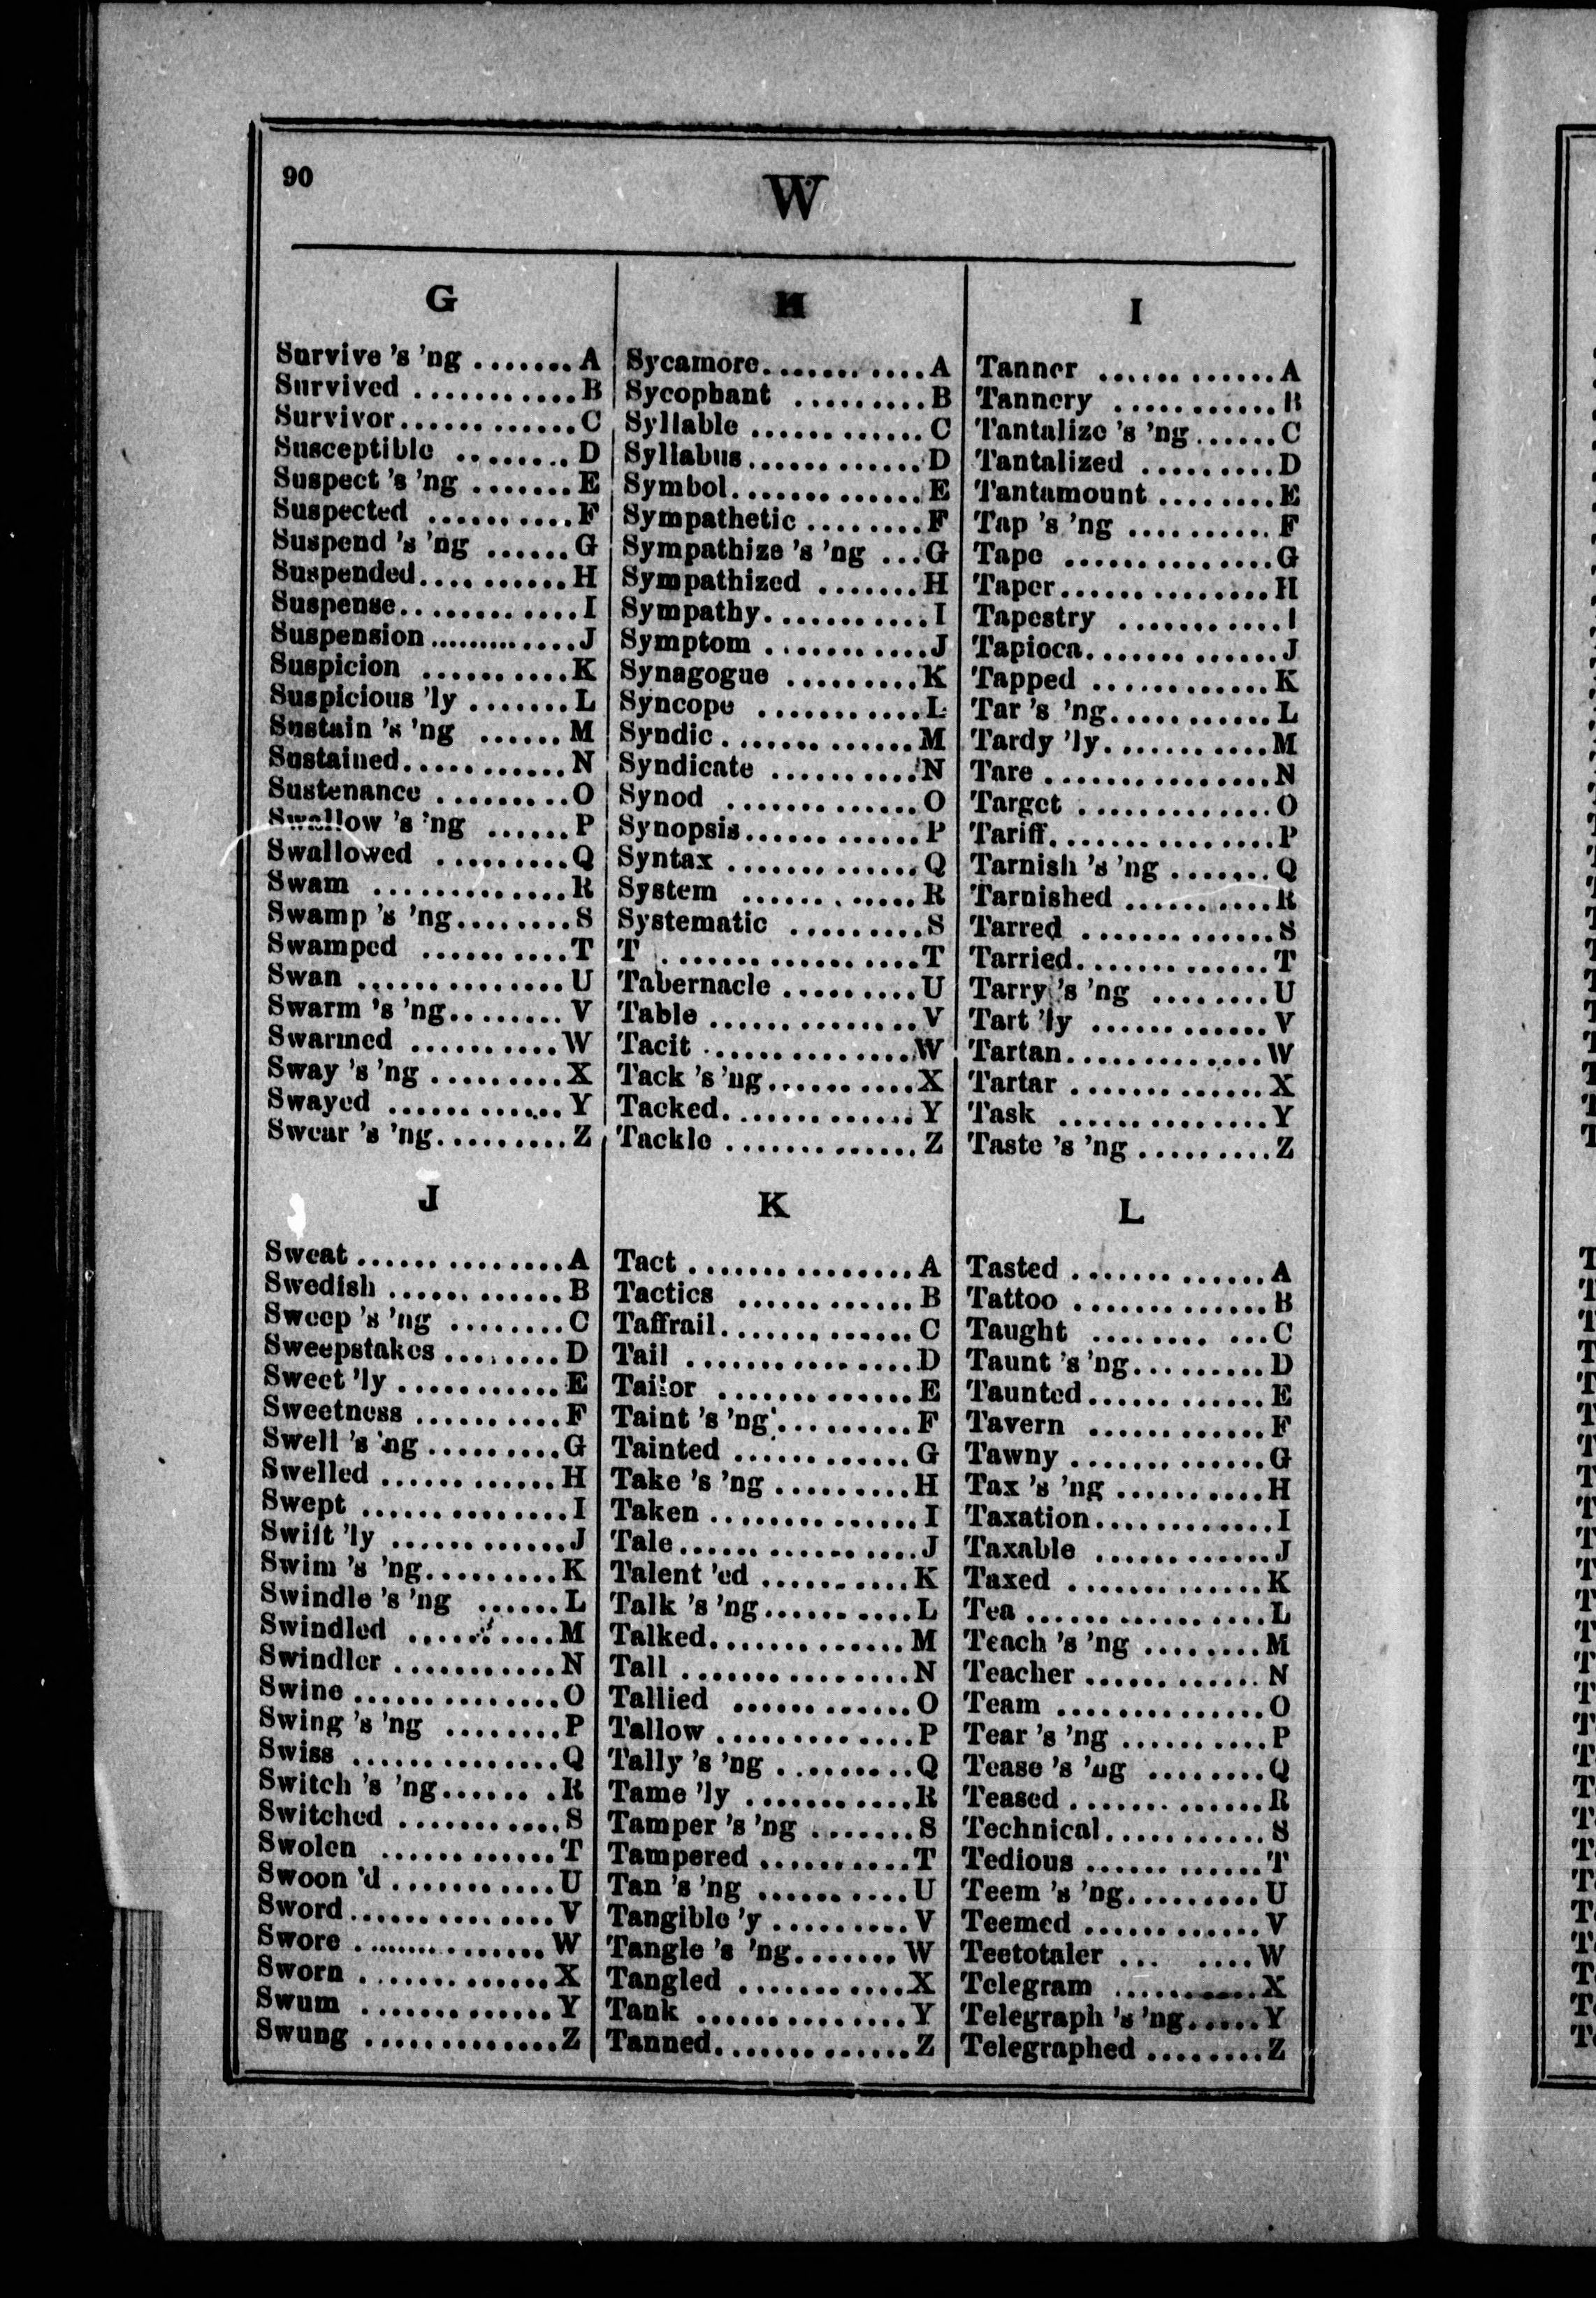 90
W
G
Survive 's 'ng ....... A
Survived ........... B
Survivor ............ C
Susceptible ........ D
Suspect 's 'ng ....... E
Suspected .......... F
Suspend 's 'ng ...... G
Suspended .......... H
Suspense ............ I
Suspension ............ J
Suspicion .......... K
Suspicious 'ly ....... L
Sustain 's 'ng ...... M
Sustained ........... N
Sustenance .......... O
Swallow 's 'ng ...... P
Swallowed ......... Q
Swam ............. R
Swamp 's 'ng ........ S
Swamped .......... T
Swan .............. U
Swarm 's 'ng ........ V
Swarmed .......... W
Sway 's 'ng ......... X
Swayed ............ Y
Swear 's 'ng ......... Z
H
Sycamore ........... A
Sycophant ......... B
Syllable ............ C
Syllabus ............ D
Symbol ............. E
Sympathetic ........ F
Sympathize 's 'ng ... G
Sympathized ....... H
Sympathy ........... I
Symptom ........... J
Synagogue ......... K
Syncope ........... L
Syndic ............. M
Syndicate .......... N
Synod ............. O
Synopsis ............ P
Syntax ............. Q
System ............ R
Systematic ......... S
T .................. T
Tabernacle ......... U
Table .............. V
Tacit .............. W
Tack 's 'ng .......... X
Tacked ............. Y
Tackle ............. Z
I
Tanner ............ A
Tannery ........... B
Tantalize 's 'ng ...... C
Tantalized ......... D
Tantamount ........ E
Tap 's 'ng .......... F
Tape .............. G
Taper .............. H
Tapestry ........... I
Tapioca ............. J
Tapped ............ K
Tar 's 'ng ........... L
Tardy 'ly ........... M
Tare ............... N
Target ............. O
Tariff ............... P
Tarnish 's 'ng ....... Q
Tarnished .......... R
Tarred ............. S
Tarried ............. T
Tarry 's 'ng ........ U
Tart 'ly ............ V
Tartan ............. W
Tartar ............. X
Task .............. Y
Taste 's 'ng ......... Z
J
Sweat .............. A
Swedish ............ B
Sweep 's 'ng ........ C
Sweepstakes ........ D
Sweet 'ly ........... E
Sweetness .......... F
Swell 's 'ng ......... G
Swelled ............ H
Swept .............. I
Swift 'ly ............ J
Swim 's 'ng ......... K
Swindle 's 'ng ...... L
Swindled .......... M
Swindler ........... N
Swine .............. O
Swing 's 'ng ........ P
Swiss .............. Q
Switch 's 'ng ....... R
Switched ........... S
Swolen ............ T
Swoon 'd ........... U
Sword .............. V
Swore .............. W
Sworn ............. X
Swum ............. Y
Swung ............. Z
K
Tact ............... A
Tactics ............ B
Taffrail ............. C
Tail ............... D
Tailor ............. E
Taint 's 'ng .......... F
Tainted ............ G
Take 's 'ng ......... H
Taken .............. I
Tale ................ J
Talent 'ed .......... K
Talk 's 'ng .......... L
Talked ............. M
Tall ............... N
Tallied ............ O
Tallow ............. P
Tally 's 'ng ......... Q
Tame 'ly ........... R
Tamper 's 'ng ....... S
Tampered .......... T
Tan 's 'ng .......... U
Tangible 'y ......... V
Tangle 's 'ng ....... W
Tangled ........... X
Tank .............. Y
Tanned ............. Z
L
Tasted ............. A
Tattoo ............. B
Taught ........ ... C
Taunt 's 'ng ......... D
Taunted ............ E
Tavern ............ F
Tawny ............. G
Tax 's 'ng .......... H
Taxation ............ I
Taxable ............ J
Taxed ............. K
Tea ................ L
Teach 's 'ng ........ M
Teacher ............ N
Team .............. O
Tear 's 'ng .......... P
Tease 's 'ng ........ Q
Teased ............. R
Technical ........... S
Tedious ............ T
Teem 's 'ng ......... U
Teemed ............ V
Teetotaler ... .... W
Telegram .......... X
Telegraph 's 'ng ..... Y
Telegraphed ........ Z